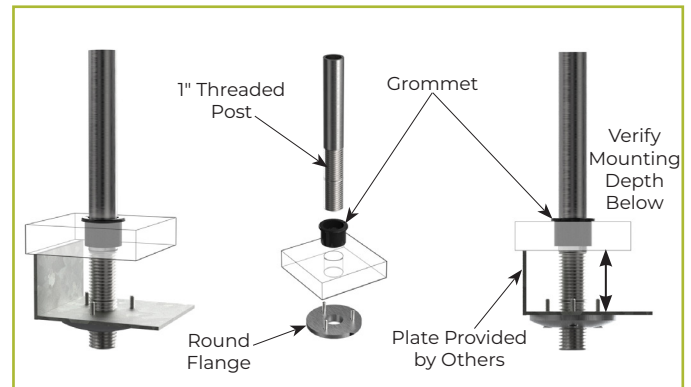 1" Threaded
Post
Grommet
Verify
Mounting
Depth
Below
Round
Flange
Plate Provided
by Others